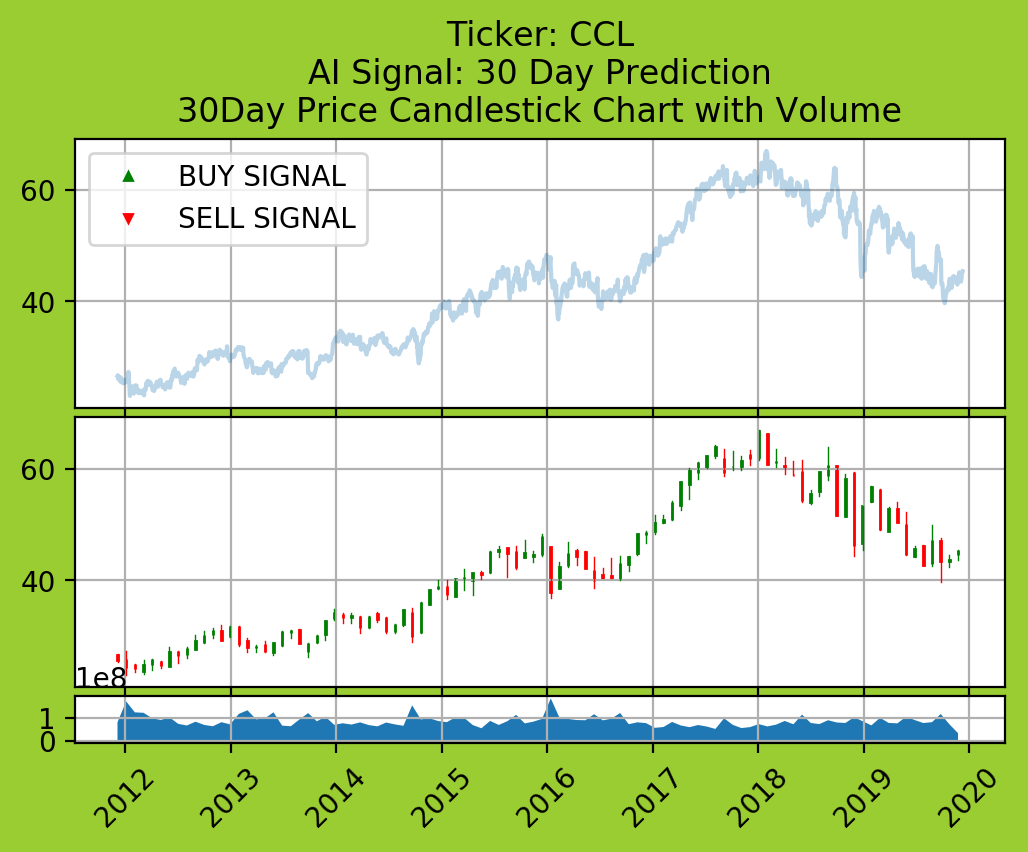 Ticker: CCL
AI Signal: 30 Day Prediction
30Day Price Candlestick Chart with Volume
BUY SIGNAL
SELL SIGNAL
60
40
60
40
1e8
1
0
2012 2013 2014 2015 2016 2017 2018 2019 2020